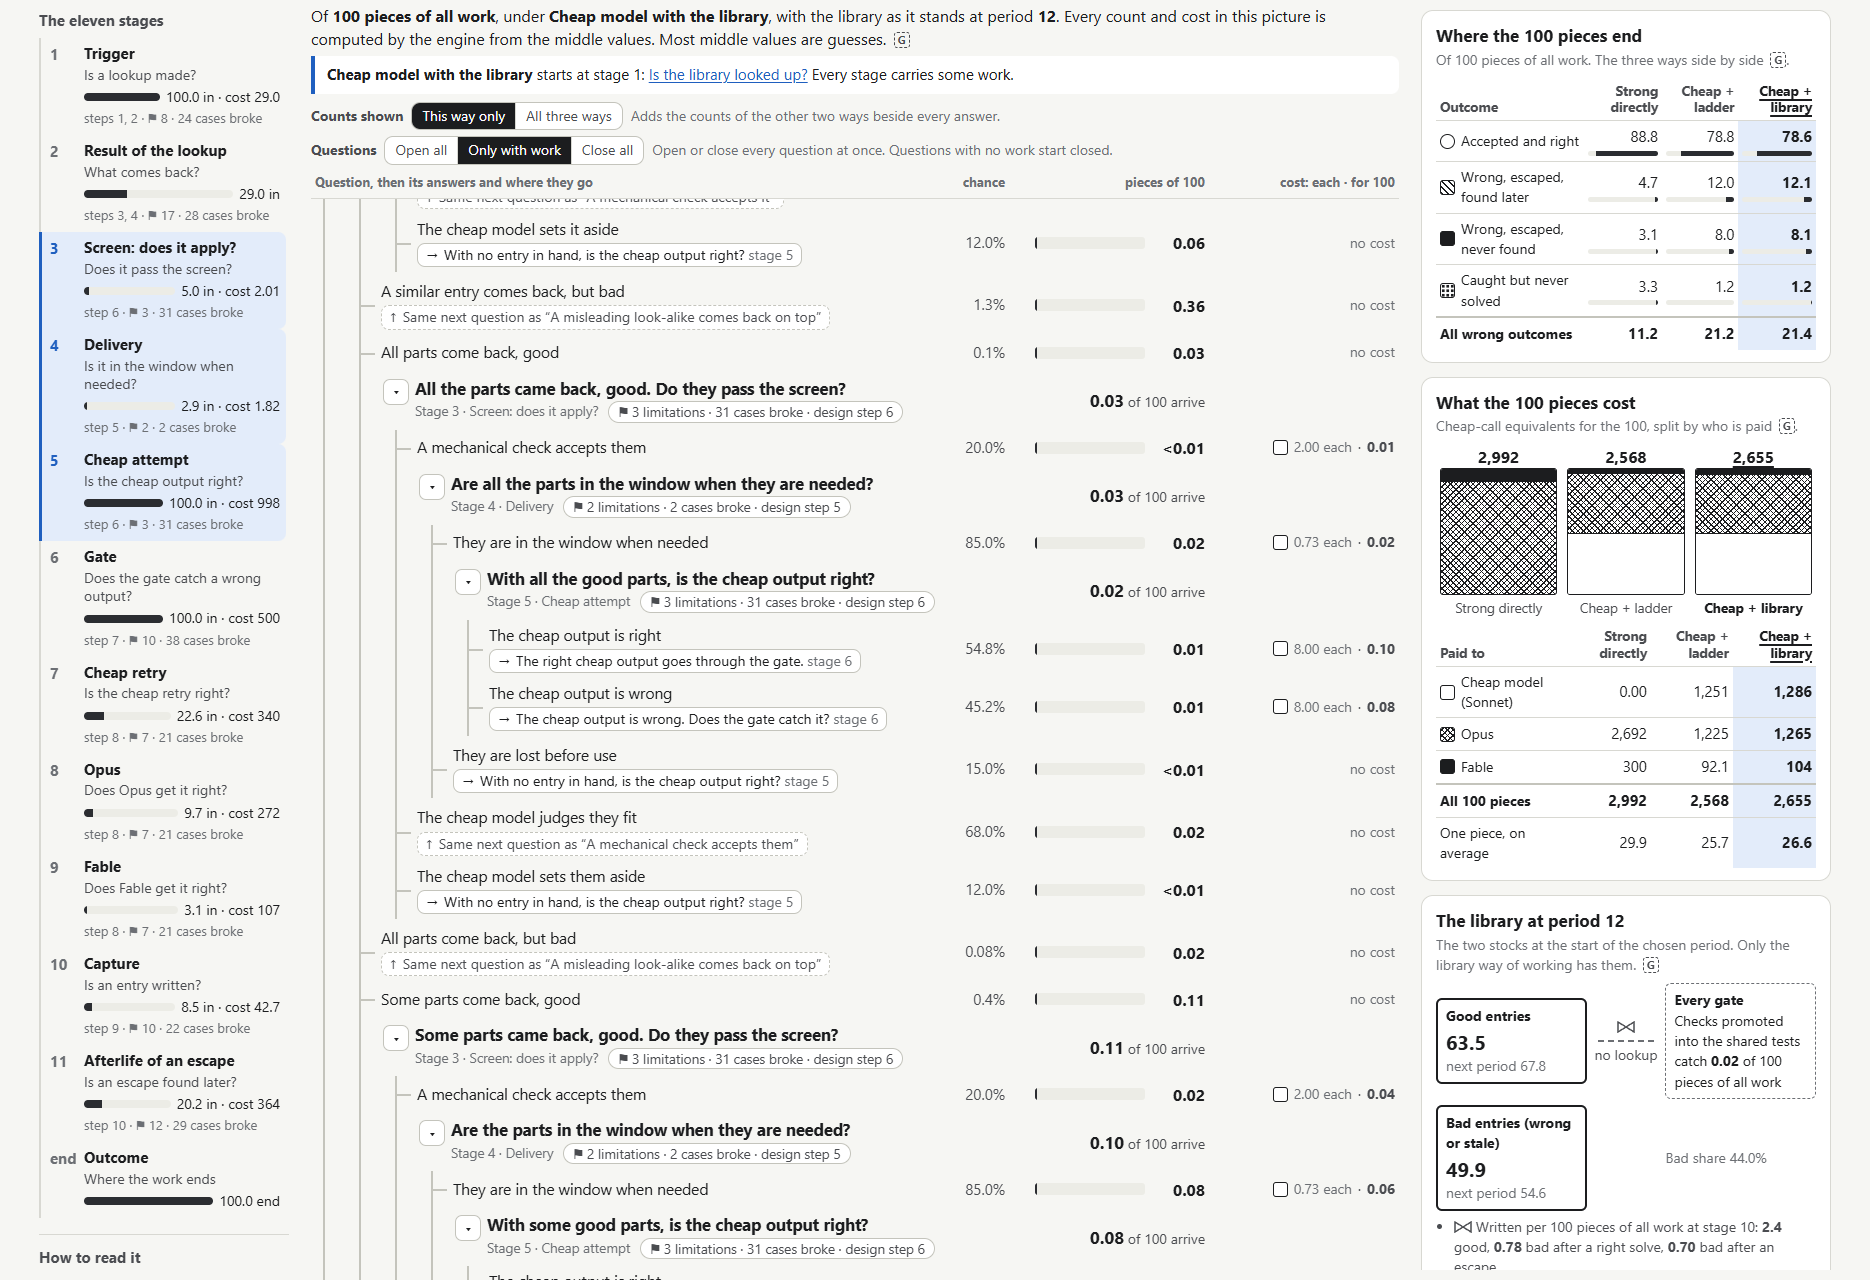 The eleven stages
1 Trigger
Is a lookup made?
100.0 in · cost 29.0
steps 1, 2 · ⚑ 8 · 24 cases broke
2 Result of the lookup
What comes back?
29.0 in
steps 3, 4 · ⚑ 17 · 28 cases broke
3 Screen: does it apply?
Does it pass the screen?
5.0 in · cost 2.01
step 6 · ⚑ 3 · 31 cases broke
4 Delivery
Is it in the window when
needed?
2.9 in · cost 1.82
step 5 · ⚑ 2 · 2 cases broke
5 Cheap attempt
Is the cheap output right?
100.0 in · cost 998
step 6 · ⚑ 3 · 31 cases broke
6 Gate
Does the gate catch a wrong
output?
100.0 in · cost 500
step 7 · ⚑ 10 · 38 cases broke
7 Cheap retry
Is the cheap retry right?
22.6 in · cost 340
step 8 · ⚑ 7 · 21 cases broke
8 Opus
Does Opus get it right?
9.7 in · cost 272
step 8 · ⚑ 7 · 21 cases broke
9 Fable
Does Fable get it right?
3.1 in · cost 107
step 8 · ⚑ 7 · 21 cases broke
10 Capture
Is an entry written?
8.5 in · cost 42.7
step 9 · ⚑ 10 · 22 cases broke
11 Afterlife of an escape
Is an escape found later?
20.2 in · cost 364
step 10 · ⚑ 12 · 29 cases broke
end Outcome
Where the work ends
100.0 end
How to read it
Of 100 pieces of all work, under Cheap model with the library, with the library as it stands at period 12. Every count and cost in this picture is
computed by the engine from the middle values. Most middle values are guesses. G
Cheap model with the library starts at stage 1: Is the library looked up? Every stage carries some work.
Counts shown This way only All three ways Adds the counts of the other two ways beside every answer.
Questions Open all Only with work Close all Open or close every question at once. Questions with no work start closed.
Question, then its answers and where they go chance pieces of 100 cost: each · for 100
↑ Same next question as “A mechanical check accepts it”
The cheap model sets it aside
→ With no entry in hand, is the cheap output right? stage 5
12.0% 0.06 no cost
A similar entry comes back, but bad
↑ Same next question as “A misleading look-alike comes back on top”
1.3% 0.36 no cost
All parts come back, good 0.1% 0.03 no cost
All the parts came back, good. Do they pass the screen?
Stage 3 · Screen: does it apply? ⚑ 3 limitations · 31 cases broke · design step 6
0.03 of 100 arrive
A mechanical check accepts them 20.0% <0.01 2.00 each · 0.01
Are all the parts in the window when they are needed?
Stage 4 · Delivery ⚑ 2 limitations · 2 cases broke · design step 5
0.03 of 100 arrive
They are in the window when needed 85.0% 0.02 0.73 each · 0.02
With all the good parts, is the cheap output right?
Stage 5 · Cheap attempt ⚑ 3 limitations · 31 cases broke · design step 6
0.02 of 100 arrive
The cheap output is right
→ The right cheap output goes through the gate. stage 6
54.8% 0.01 8.00 each · 0.10
The cheap output is wrong
→ The cheap output is wrong. Does the gate catch it? stage 6
45.2% 0.01 8.00 each · 0.08
They are lost before use
→ With no entry in hand, is the cheap output right? stage 5
15.0% <0.01 no cost
The cheap model judges they fit
↑ Same next question as “A mechanical check accepts them”
68.0% 0.02 no cost
The cheap model sets them aside
→ With no entry in hand, is the cheap output right? stage 5
12.0% <0.01 no cost
All parts come back, but bad
↑ Same next question as “A misleading look-alike comes back on top”
0.08% 0.02 no cost
Some parts come back, good 0.4% 0.11 no cost
Some parts came back, good. Do they pass the screen?
Stage 3 · Screen: does it apply? ⚑ 3 limitations · 31 cases broke · design step 6
0.11 of 100 arrive
A mechanical check accepts them 20.0% 0.02 2.00 each · 0.04
Are the parts in the window when they are needed?
Stage 4 · Delivery ⚑ 2 limitations · 2 cases broke · design step 5
0.10 of 100 arrive
They are in the window when needed 85.0% 0.08 0.73 each · 0.06
With some good parts, is the cheap output right?
Stage 5 · Cheap attempt ⚑ 3 limitations · 31 cases broke · design step 6
0.08 of 100 arrive
The cheap output is right
Where the 100 pieces end
Of 100 pieces of all work. The three ways side by side G.
Outcome Strong directly Cheap + ladder Cheap + library
Accepted and right 88.8 78.8 78.6
Wrong, escaped, found later 4.7 12.0 12.1
Wrong, escaped, never found 3.1 8.0 8.1
Caught but never solved 3.3 1.2 1.2
All wrong outcomes 11.2 21.2 21.4
What the 100 pieces cost
Cheap-call equivalents for the 100, split by who is paid G.
2,992 2,568 2,655
Strong directly Cheap + ladder Cheap + library
Paid to Strong directly Cheap + ladder Cheap + library
Cheap model (Sonnet) 0.00 1,251 1,286
Opus 2,692 1,225 1,265
Fable 300 92.1 104
All 100 pieces 2,992 2,568 2,655
One piece, on average 29.9 25.7 26.6
The library at period 12
The two stocks at the start of the chosen period. Only the
library way of working has them. G
Good entries
63.5
next period 67.8
no lookup
Every gate
Checks promoted
into the shared tests
catch 0.02 of 100
pieces of all work
Bad entries (wrong
or stale)
49.9
next period 54.6
Bad share 44.0%
• ⋈ Written per 100 pieces of all work at stage 10: 2.4
good, 0.78 bad after a right solve, 0.70 bad after an
escape